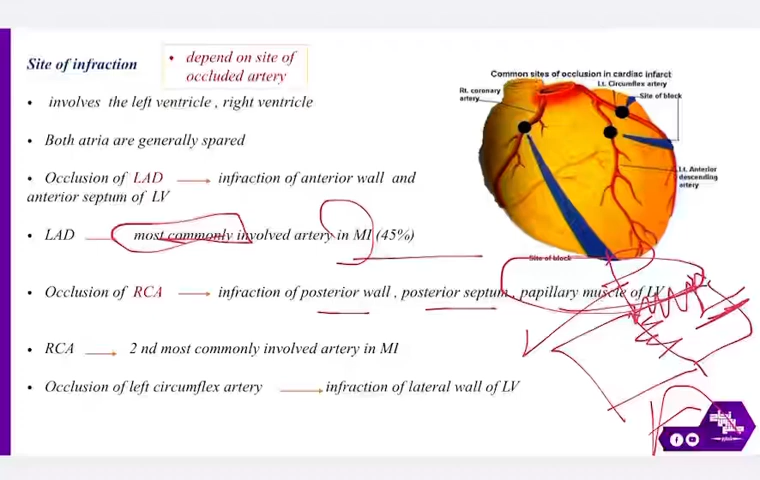 Site of infraction
• depend on site of
occluded artery
• involves the left ventricle , right ventricle
• Both atria are generally spared
• Occlusion of LAD → infraction of anterior wall and
anterior septum of LV
• LAD → most commonly involved artery in MI (45%)
• Occlusion of RCA → infraction of posterior wall , posterior septum , papillary muscle of LV
• RCA → 2 nd most commonly involved artery in MI
• Occlusion of left circumflex artery → infraction of lateral wall of LV
Common sites of occlusion in cardiac infarct
Lt. Circumflex
artery
Rt. coronary
artery
Site of block
Lt. Anterior
descending
artery
Site of block